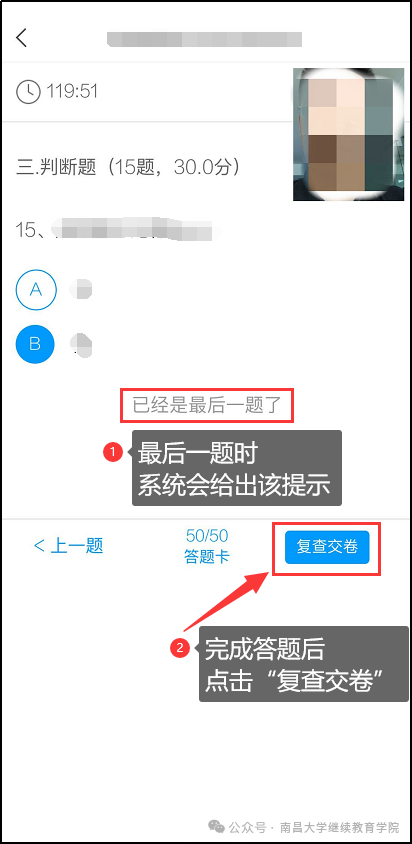 119:51
三.判断题（15题，30.0分）
15、
A
B
已经是最后一题了
1 最后一题时
系统会给出该提示
< 上一题
50/50
答题卡
复查交卷
2 完成答题后
点击“复查交卷”
公众号 · 南昌大学继续教育学院